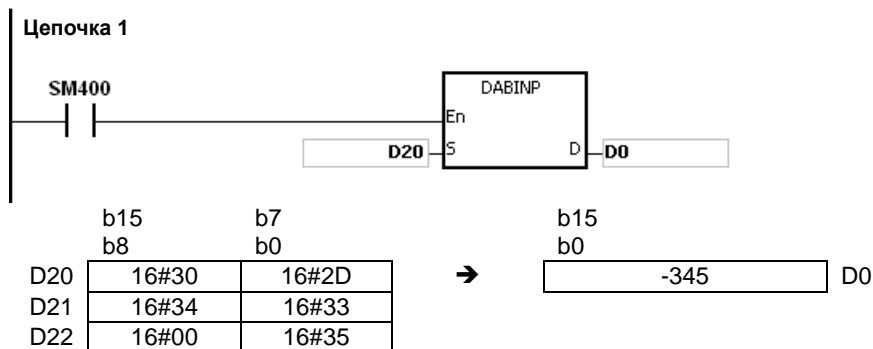 Цепочка 1
SM400
DABINP
En
D20 S D D0
b15 b7 b15
b8 b0 b0
D20 16#30 16#2D ➔ -345 D0
D21 16#34 16#33
D22 16#00 16#35